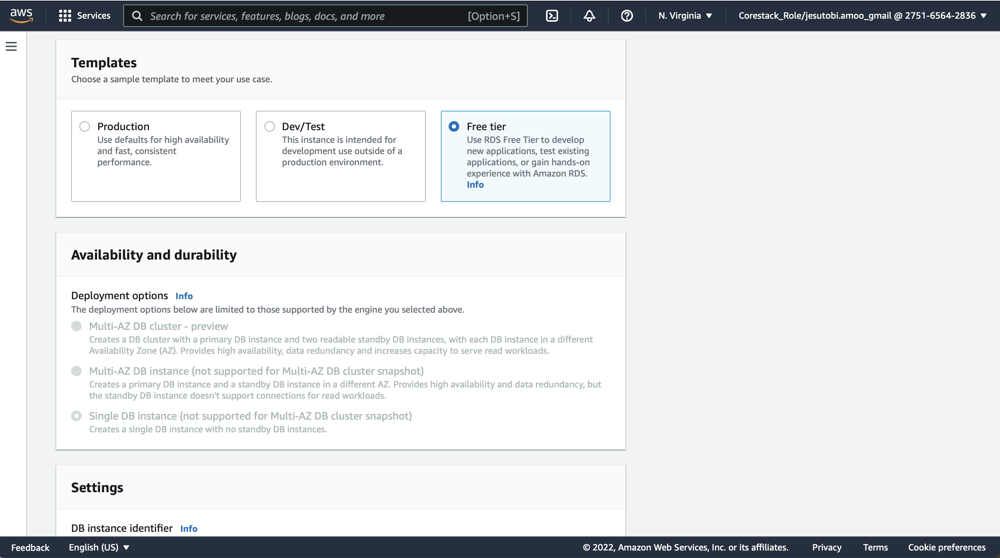 aws
Services
Search for services, features, blogs, docs, and more
[Option+S]
N. Virginia
Corestack_Role/jesutobi.amoo_gmail @ 2751-6564-2836
Templates
Choose a sample template to meet your use case.
Production
Use defaults for high availability
and fast, consistent
performance.
Dev/Test
This instance is intended for
development use outside of a
production environment.
Free tier
Use RDS Free Tier to develop
new applications, test existing
applications, or gain hands-on
experience with Amazon RDS.
Info
Availability and durability
Deployment options Info
The deployment options below are limited to those supported by the engine you selected above.
Multi-AZ DB cluster - preview
Creates a DB cluster with a primary DB instance and two readable standby DB instances, with each DB instance in a different
Availability Zone (AZ). Provides high availability, data redundancy and increases capacity to serve read workloads.
Multi-AZ DB instance (not supported for Multi-AZ DB cluster snapshot)
Creates a primary DB instance and a standby DB instance in a different AZ. Provides high availability and data redundancy, but
the standby DB instance doesn't support connections for read workloads.
Single DB instance (not supported for Multi-AZ DB cluster snapshot)
Creates a single DB instance with no standby DB instances.
Settings
DB instance identifier Info
Feedback
English (US)
© 2022, Amazon Web Services, Inc. or its affiliates.
Privacy
Terms
Cookie preferences